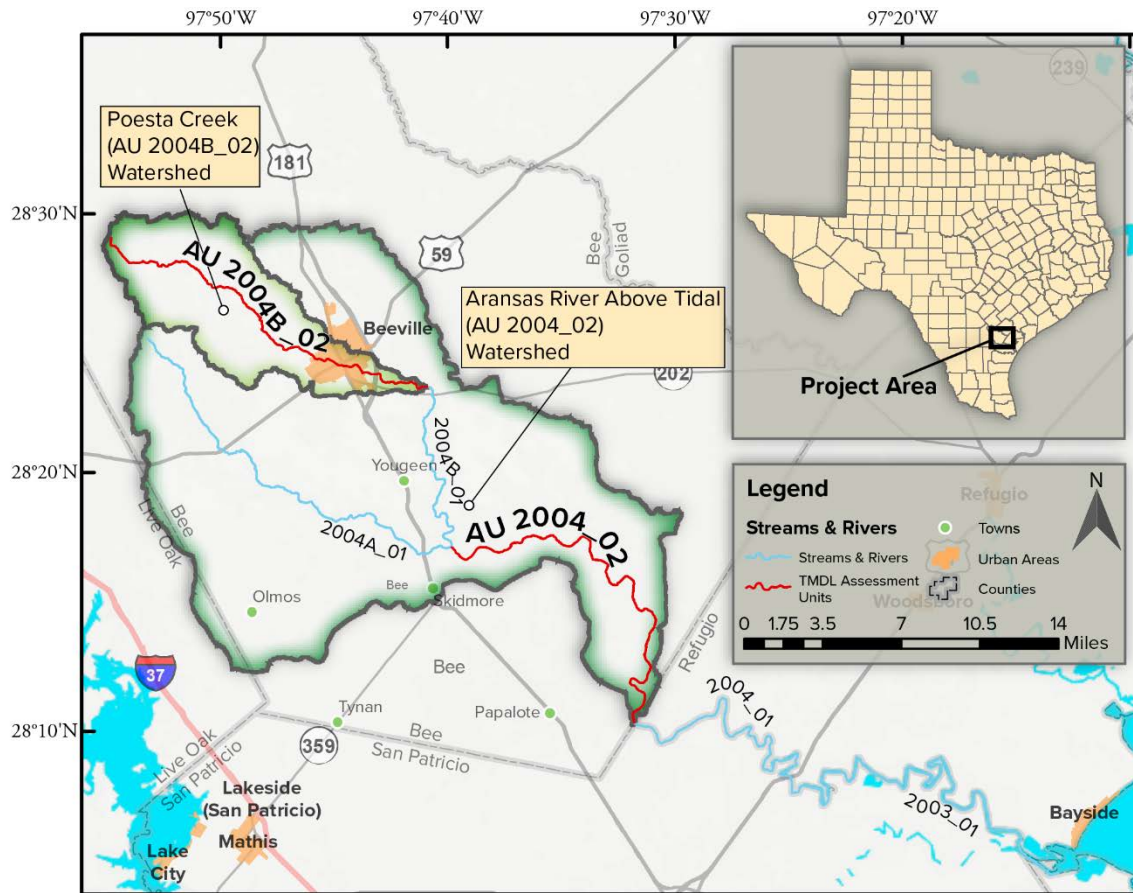 97°50'W
97°40'W
97°30'W
97°20'W
28°30'N
28°20'N
28°10'N
Poesta Creek
(AU 2004B_02)
Watershed
181
59
239
Bee
Goliad
AU 2004B_02
Beeville
Aransas River Above Tidal
(AU 2004_02)
Watershed
202
Project Area
Bee
Live Oak
Yougeen
2004B_01
2004A_01
AU 2004_02
Bee
Skidmore
Olmos
Refugio
37
Tynan
Bee
Papalote
2004_01
359
Bee
San Patricio
Live Oak
San Patricio
Lakeside
(San Patricio)
Mathis
Lake
City
2003_01
Bayside
Legend
N
Streams & Rivers
Towns
Streams & Rivers
Urban Areas
TMDL Assessment
Units
Counties
Refugio
Woodsboro
0 1.75 3.5 7 10.5 14
Miles